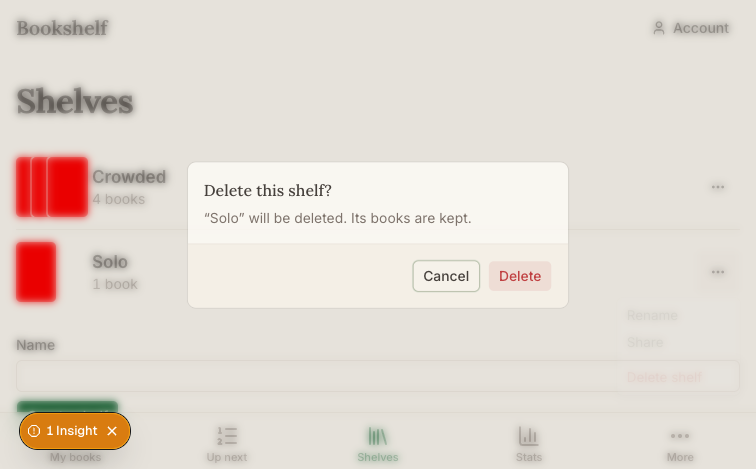 Bookshelf
Account
Shelves
Crowded
4 books
Delete this shelf?
“Solo” will be deleted. Its books are kept.
Solo
1 book
Cancel
Delete
Rename
Share
Delete shelf
Name
1 Insight
My books
Up next
Shelves
Stats
More